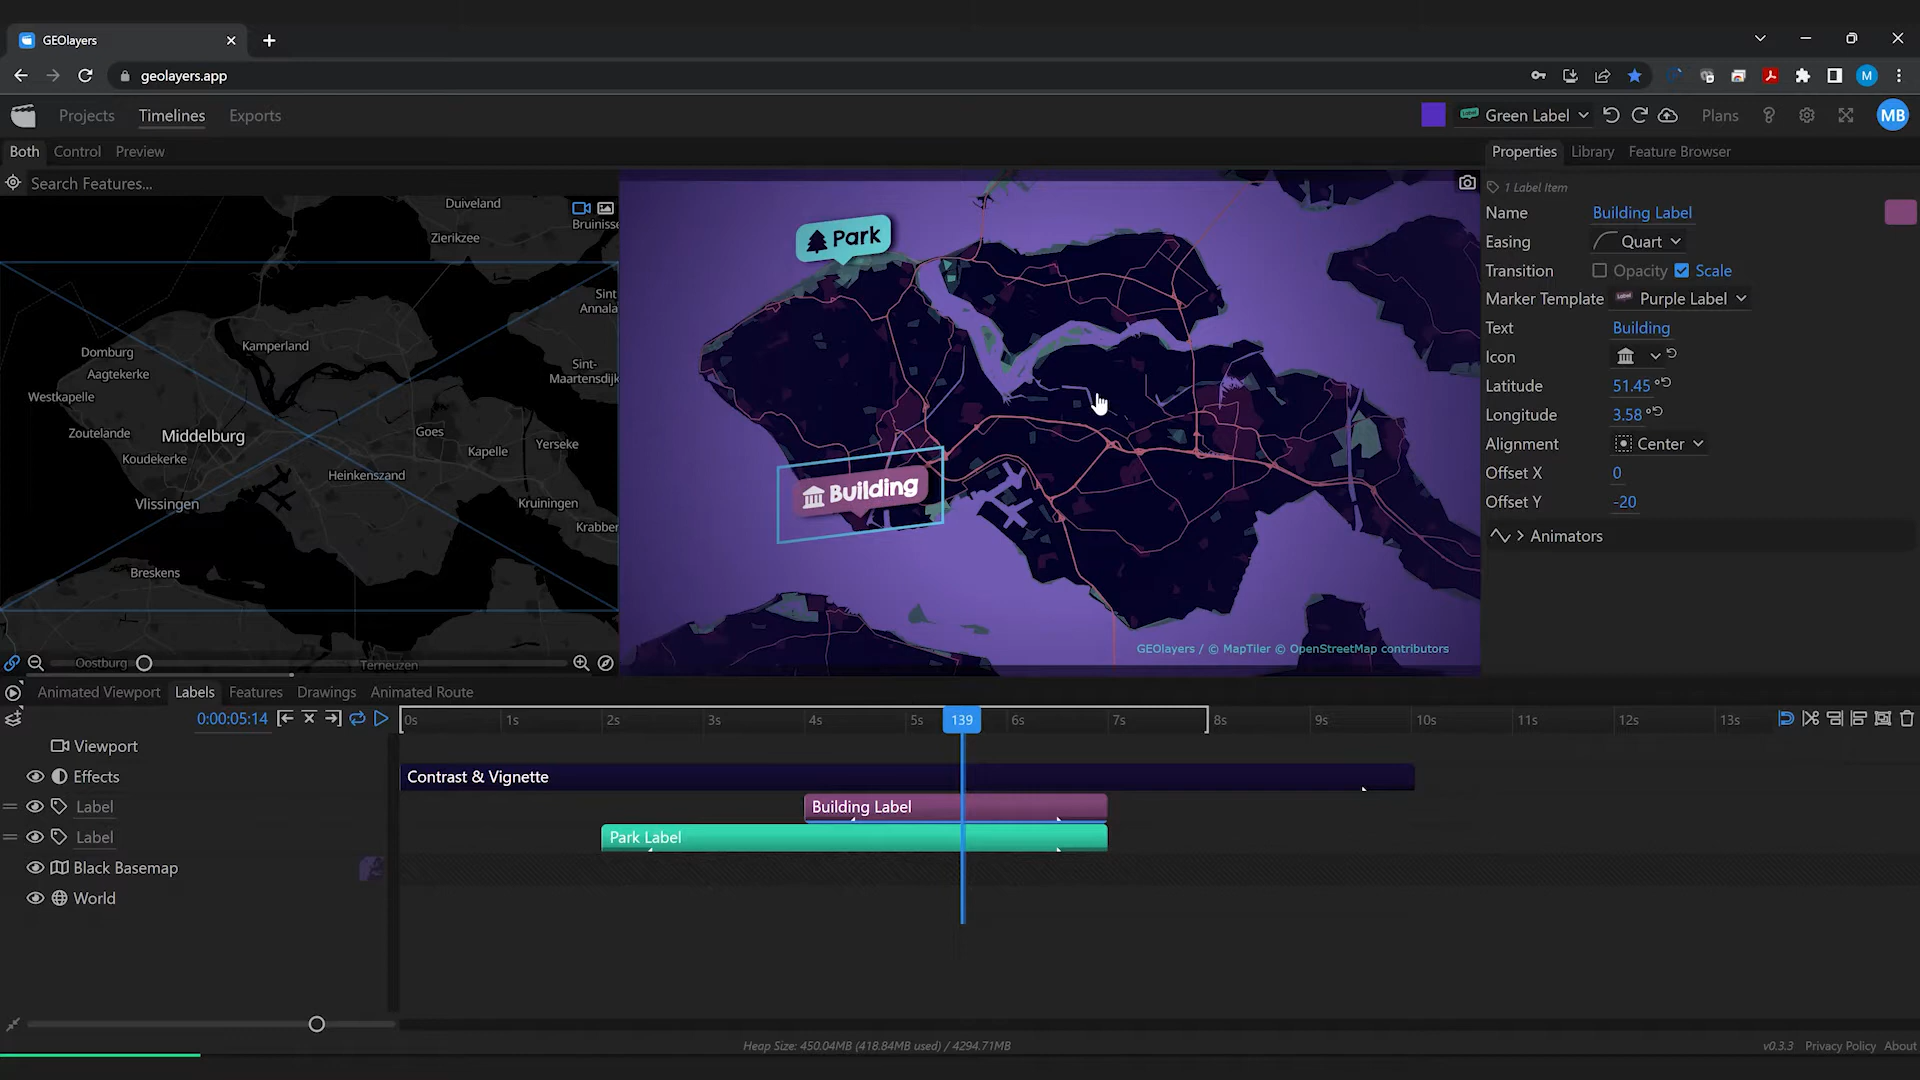 GEOlayers
geolayers.app
M
Projects Timelines Exports
Green Label
Plans
MB
Both Control Preview
Properties Library Feature Browser
Search Features...
Duiveland
Bruinisse
Zierikzee
Sint
Annala
Domburg
Kamperland
Aagtekerke
Sint-
Maartensdijk
Westkapelle
Zoutelande
Middelburg
Goes
Kapelle
Yerseke
Koudekerke
Heinkenszand
Vlissingen
Kruiningen
Krabbe
Breskens
Oostburg
Terneuzen
Park
Building
GEOlayers / © MapTiler © OpenStreetMap contributors
1 Label Item
Name Building Label
Easing Quart
Transition Opacity Scale
Marker Template Label Purple Label
Text Building
Icon
Latitude 51.45 °
Longitude 3.58 °
Alignment Center
Offset X 0
Offset Y -20
Animators
Animated Viewport Labels Features Drawings Animated Route
0:00:05:14
0s 1s 2s 3s 4s 5s 139 6s 7s 8s 9s 10s 11s 12s 13s
Viewport
Effects
Contrast & Vignette
Label
Building Label
Label
Park Label
Black Basemap
World
Heap Size: 450.04MB (418.84MB used) / 4294.71MB
v0.3.3 Privacy Policy About